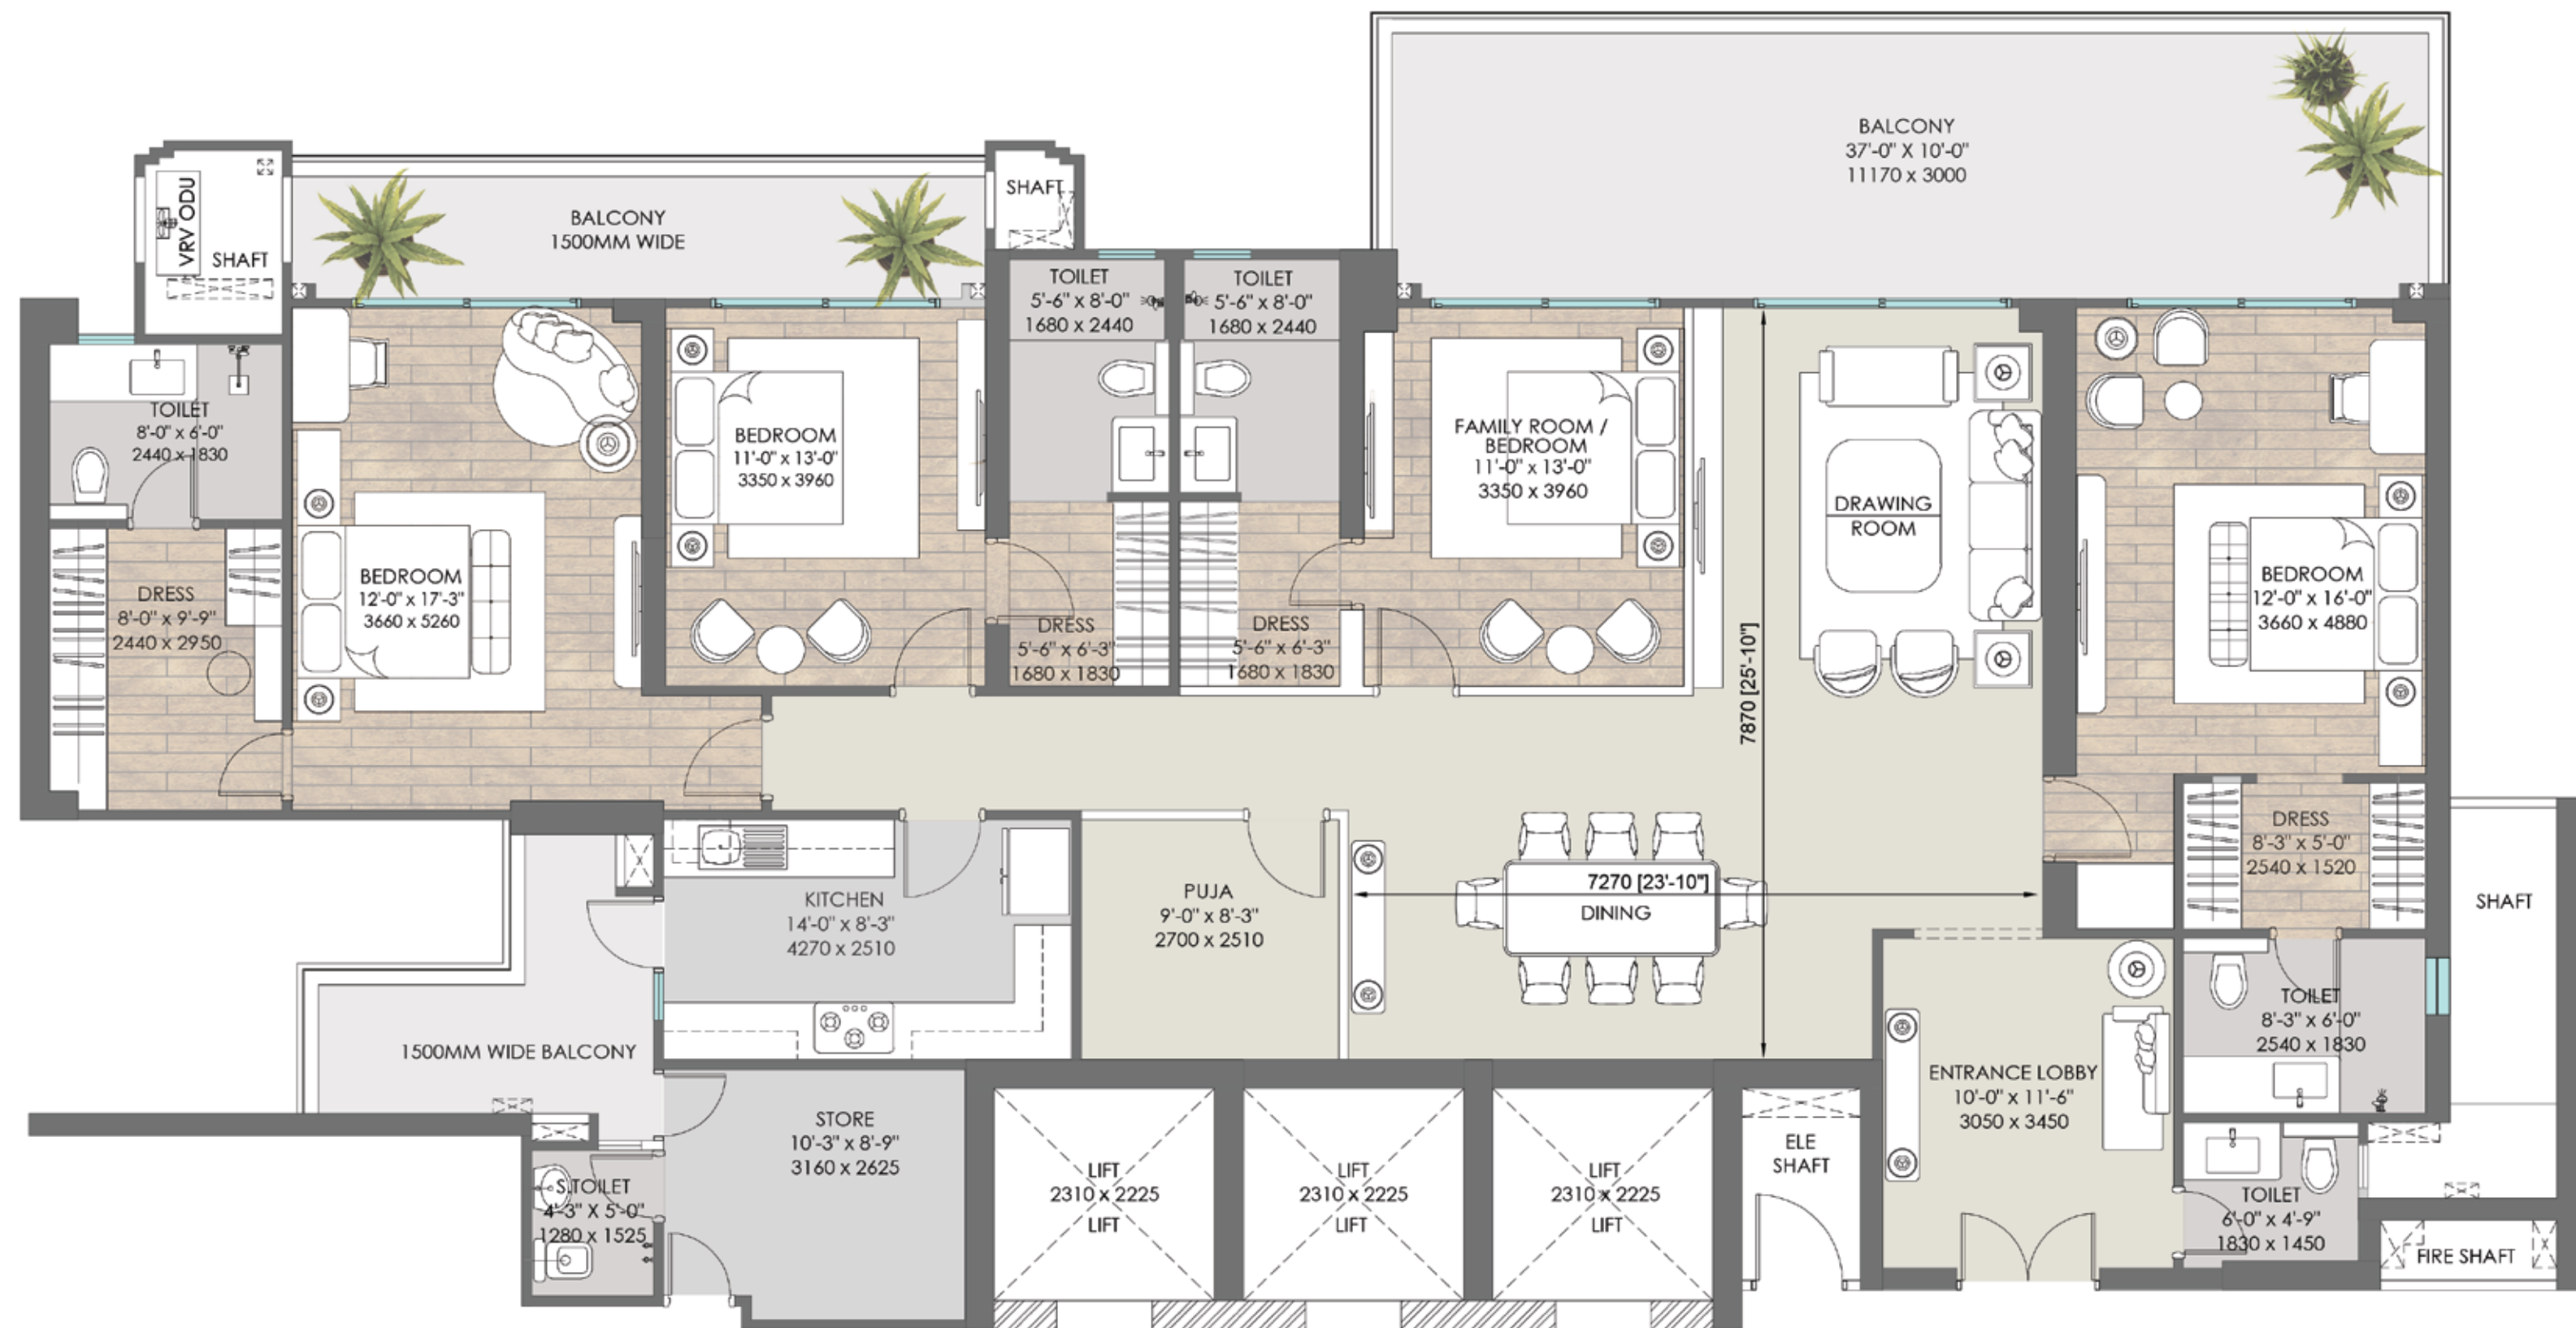 BALCONY
37'-0" X 10'-0"
11170 x 3000
VRV ODU
SHAFT
BALCONY
1500MM WIDE
SHAFT
TOILET
5'-6" x 8'-0"
1680 x 2440
TOILET
5'-6" x 8'-0"
1680 x 2440
TOILET
8'-0" x 6'-0"
2440 x 1830
BEDROOM
11'-0" x 13'-0"
3350 x 3960
FAMILY ROOM /
BEDROOM
11'-0" x 13'-0"
3350 x 3960
DRAWING
ROOM
DRESS
8'-0" x 9'-9"
2440 x 2950
BEDROOM
12'-0" x 17'-3"
3660 x 5260
DRESS
5'-6" x 6'-3"
1680 x 1830
DRESS
5'-6" x 6'-3"
1680 x 1830
7870 [25'-10"]
BEDROOM
12'-0" x 16'-0"
3660 x 4880
DRESS
8'-3" x 5'-0"
2540 x 1520
SHAFT
KITCHEN
14'-0" x 8'-3"
4270 x 2510
PUJA
9'-0" x 8'-3"
2700 x 2510
7270 [23'-10"]
DINING
1500MM WIDE BALCONY
TOILET
8'-3" x 6'-0"
2540 x 1830
ENTRANCE LOBBY
10'-0" x 11'-6"
3050 x 3450
STORE
10'-3" x 8'-9"
3160 x 2625
S.TOILET
4'-3" X 5'-0"
1280 x 1525
LIFT
2310 x 2225
LIFT
LIFT
2310 x 2225
LIFT
LIFT
2310 x 2225
LIFT
ELE
SHAFT
TOILET
6'-0" x 4'-9"
1830 x 1450
FIRE SHAFT